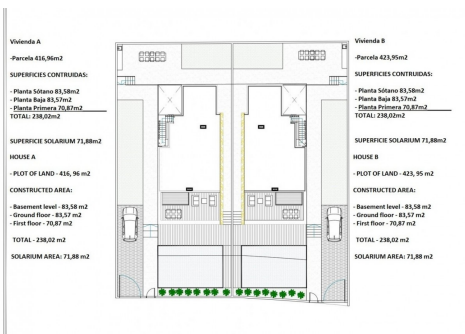 Vivienda A
-Parcela 416,96m2
SUPERFICIES CONTRUIDAS:
- Planta Sótano 83,58m2
- Planta Baja 83,57m2
- Planta Primera 70,87m2
TOTAL: 238,02m2
SUPERFICIE SOLARIUM 71,88m2
HOUSE A
- PLOT OF LAND - 416, 96 m2
CONSTRUCTED AREA:
- Basement level - 83,58 m2
- Ground floor - 83,57 m2
- First floor - 70,87 m2
TOTAL - 238,02 m2
SOLARIUM AREA: 71,88 m2
Vivienda B
-Parcela 423,95m2
SUPERFICIES CONTRUIDAS:
- Planta Sótano 83,58m2
- Planta Baja 83,57m2
- Planta Primera 70,87m2
TOTAL: 238,02m2
SUPERFICIE SOLARIUM 71,88m2
HOUSE B
- PLOT OF LAND - 423, 95 m2
CONSTRUCTED AREA:
- Basement level - 83,58 m2
- Ground floor - 83,57 m2
- First floor - 70,87 m2
TOTAL - 238,02 m2
SOLARIUM AREA: 71,88 m2